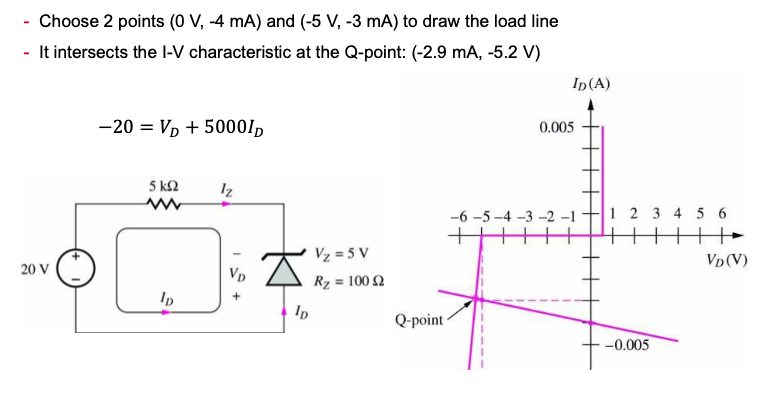 - Choose 2 points (0 V, -4 mA) and (-5 V, -3 mA) to draw the load line
- It intersects the I-V characteristic at the Q-point: (-2.9 mA, -5.2 V)
I_D(A)
−20 = V_D + 5000I_D
0.005
5 kΩ
I_Z
−6 −5 −4 −3 −2 −1 1 2 3 4 5 6
V_D(V)
20 V
+
−
−
V_D
+
V_Z = 5 V
R_Z = 100 Ω
I_D
I_D
Q-point
−0.005